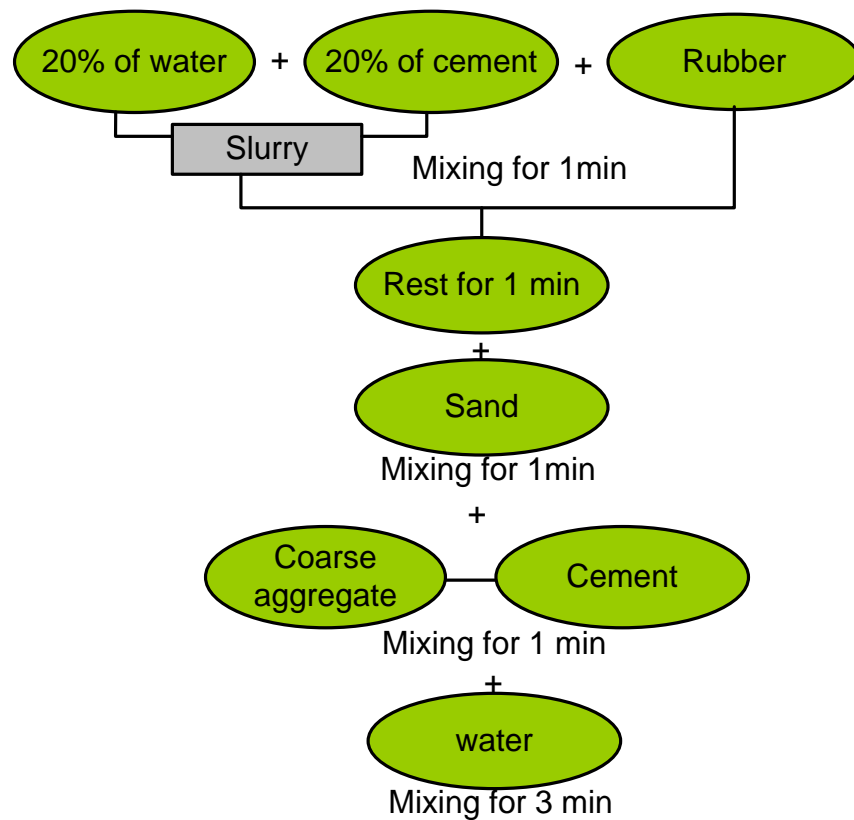 20% of water + 20% of cement + Rubber
Slurry
Mixing for 1min
Rest for 1 min
+
Sand
Mixing for 1min
+
Coarse
aggregate
Cement
Mixing for 1 min
+
water
Mixing for 3 min